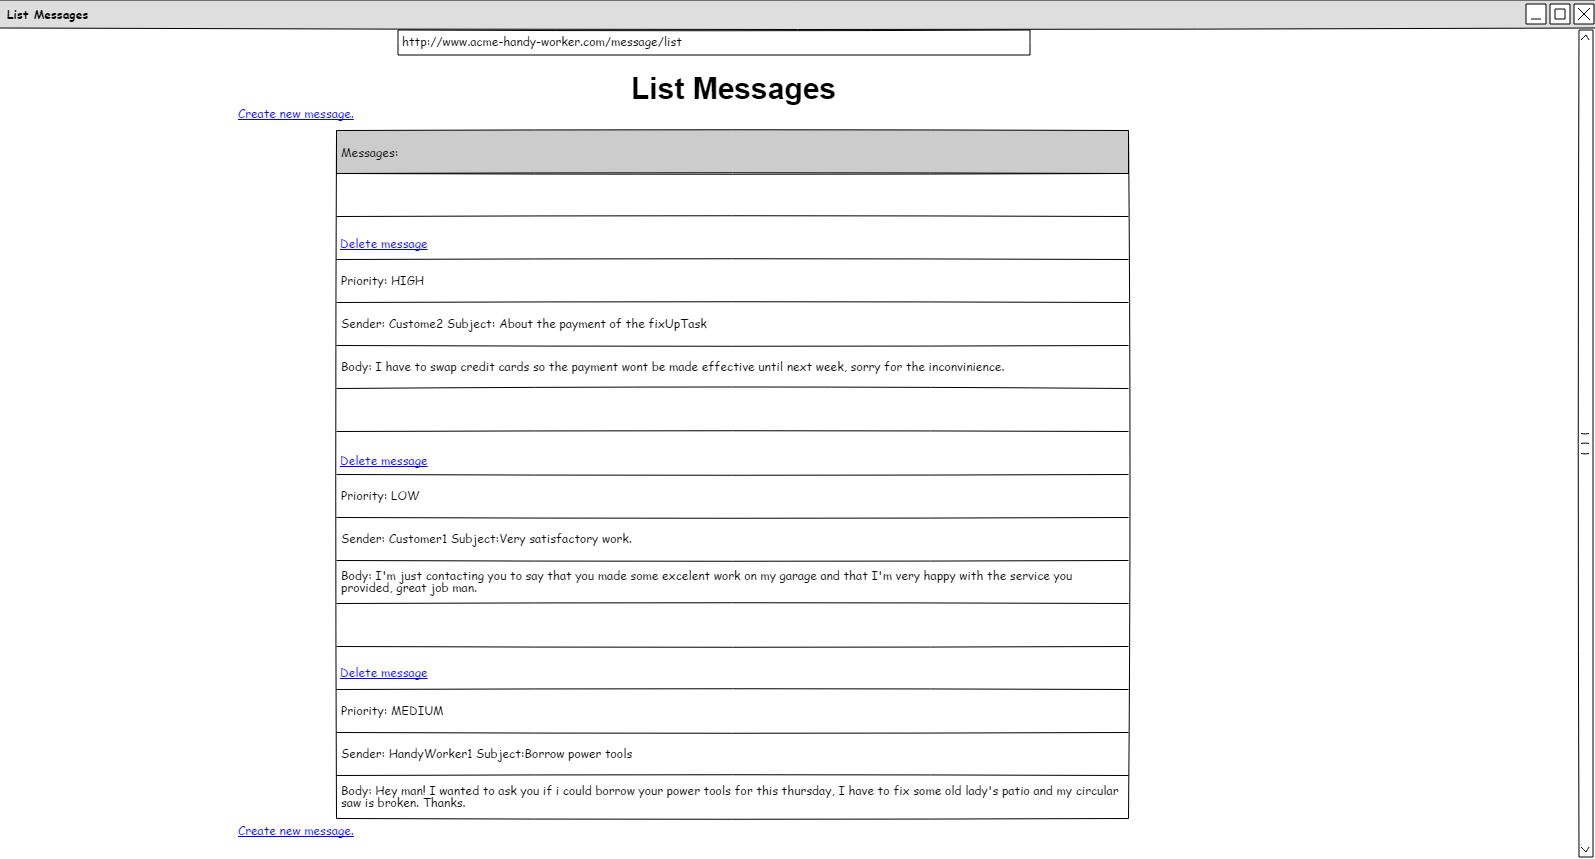 List Messages
http://www.acme-handy-worker.com/message/list
List Messages
Create new message.
Messages:
Delete message
Priority: HIGH
Sender: Custome2 Subject: About the payment of the fixUpTask
Body: I have to swap credit cards so the payment wont be made effective until next week, sorry for the inconvinience.
Delete message
Priority: LOW
Sender: Customer1 Subject:Very satisfactory work.
Body: I'm just contacting you to say that you made some excelent work on my garage and that I'm very happy with the service you
provided, great job man.
Delete message
Priority: MEDIUM
Sender: HandyWorker1 Subject:Borrow power tools
Body: Hey man! I wanted to ask you if i could borrow your power tools for this thursday, I have to fix some old lady's patio and my circular
saw is broken. Thanks.
Create new message.